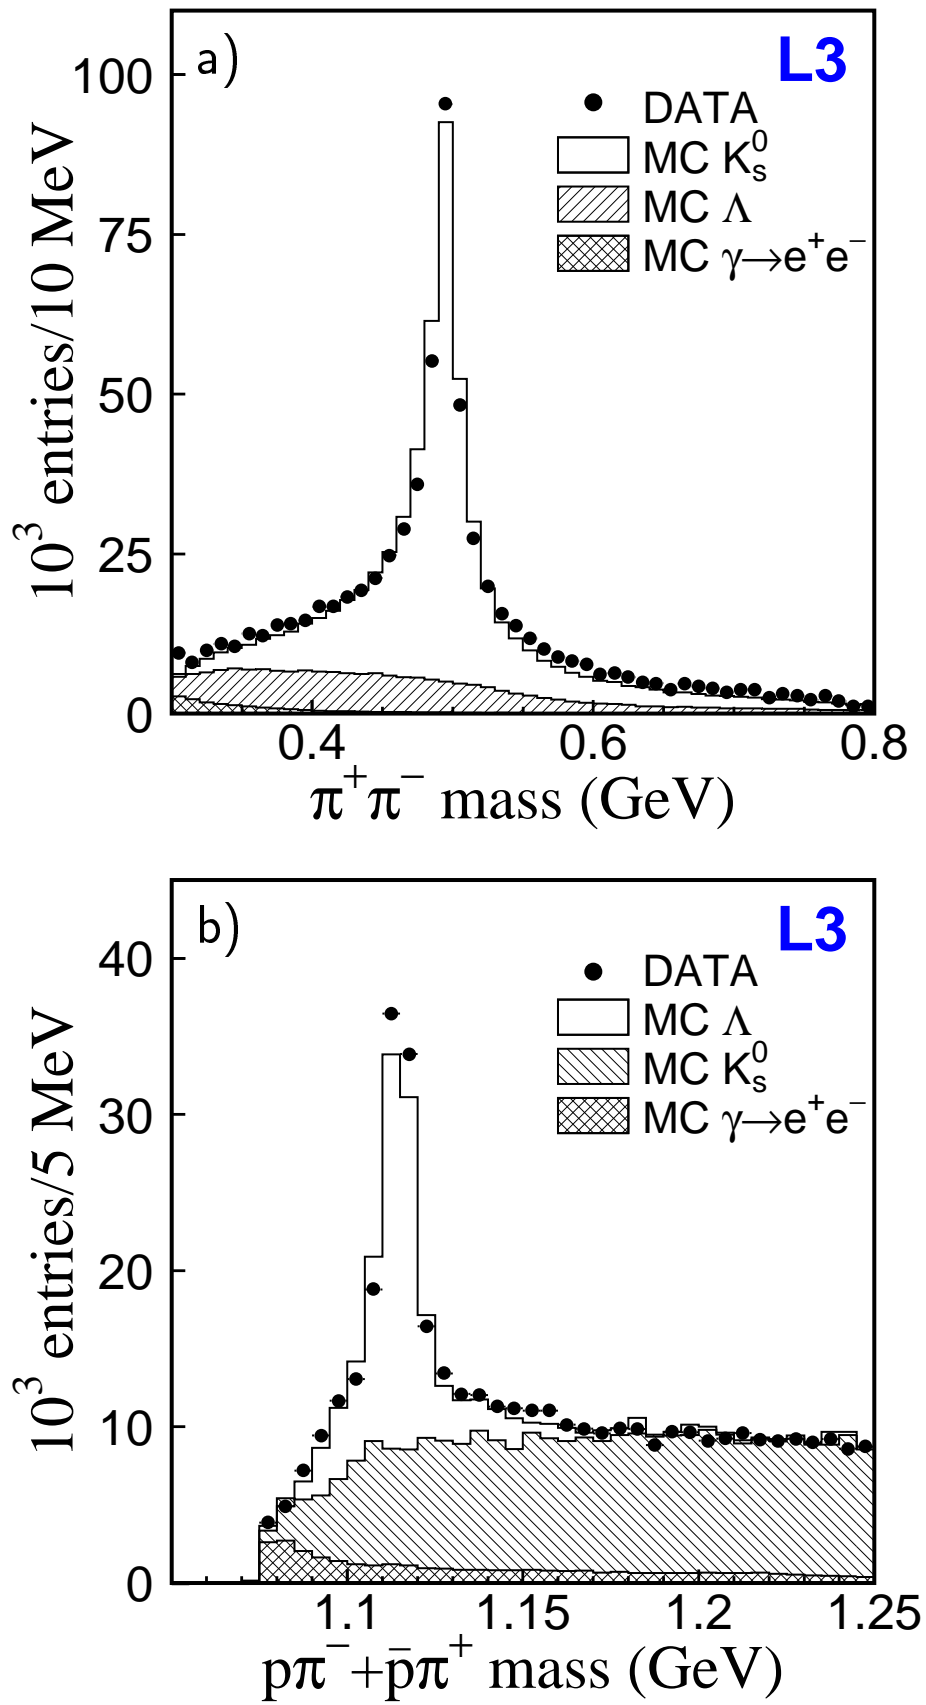 a) L3
DATA
MC K⁰ₛ
MC Λ
MC γ→e⁺e⁻
10³ entries/10 MeV
100
75
50
25
0
0.4 0.6 0.8
π⁺π⁻ mass (GeV)
b) L3
DATA
MC Λ
MC K⁰ₛ
MC γ→e⁺e⁻
10³ entries/5 MeV
40
30
20
10
0
1.1 1.15 1.2 1.25
pπ⁻+p̄π⁺ mass (GeV)